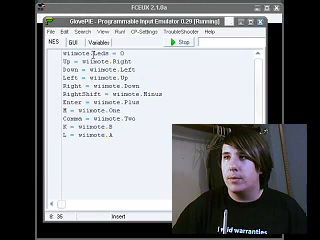 FCEUX 2.1.0a
GlovePIE - Programmable Input Emulator 0.29 [Running]
File Edit Search View Run CP-Settings TroubleShooter Help
NES GUI Variables Stop
wiimote.Leds = 0
Up = wiimote.Right
Down = wiimote.Left
Left = wiimote.Up
Right = wiimote.Down
RightShift = wiimote.Minus
Enter = wiimote.Plus
M = wiimote.One
Comma = wiimote.Two
K = wiimote.B
L = wiimote.A
8: 35 Insert
warranties